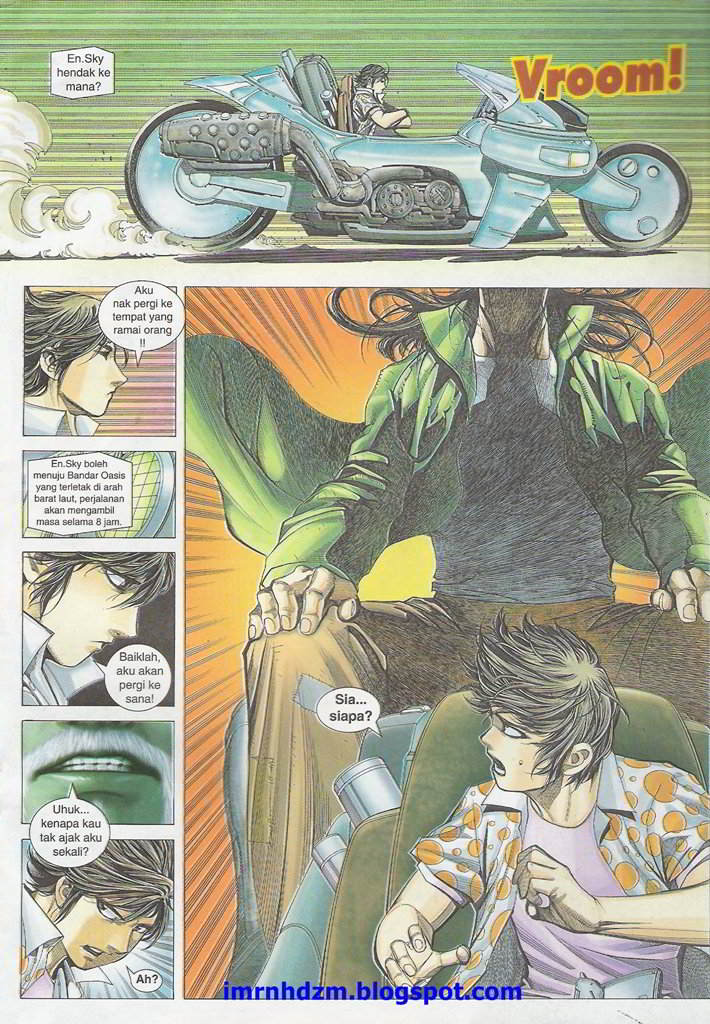 En.Sky
hendak ke
mana?
Vroom!
Aku
nak pergi ke
tempat yang
ramai orang
!!
En.Sky boleh
menuju Bandar Oasis
yang terletak di arah
barat laut, perjalanan
akan mengambil
masa selama 8 jam.
Baiklah,
aku akan
pergi ke
sana!
Uhuk...
kenapa kau
tak ajak aku
sekali?
Ah?
Sia...
siapa?
imrnhdzm.blogspot.com